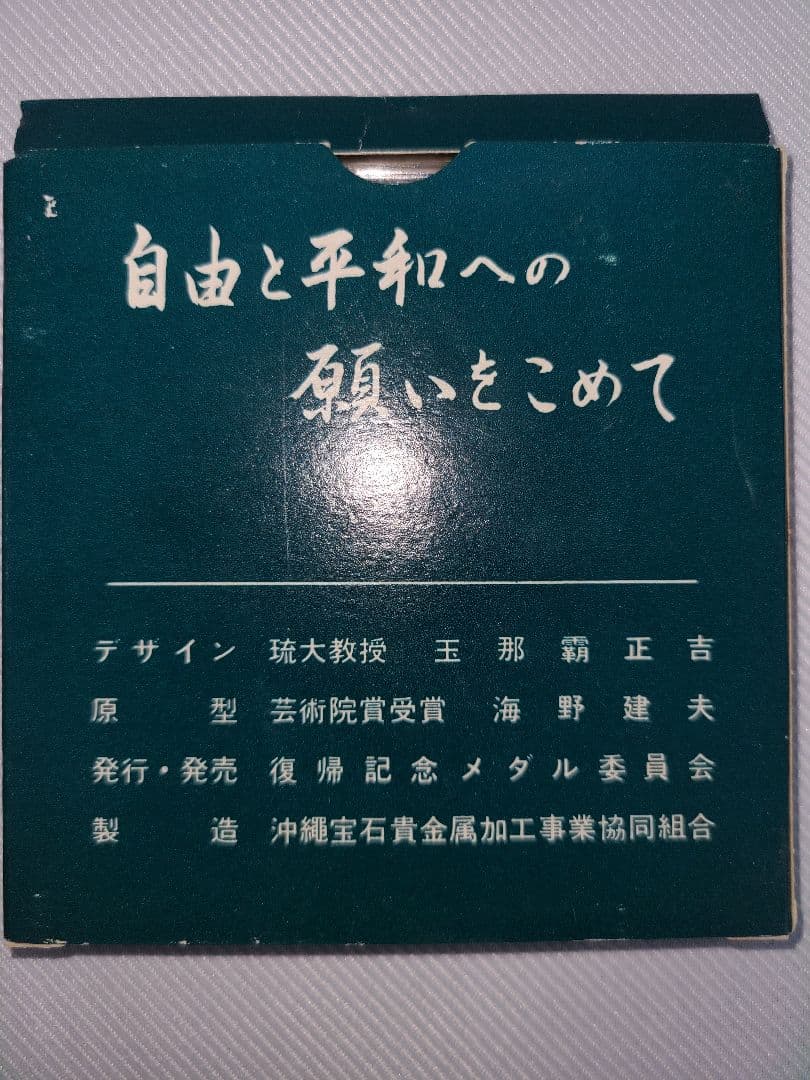 自由と平和への
願いをこめて
デザイン 琉大教授 玉那霸正吉
原型 芸術院賞受賞 海野建夫
発行・発売 復帰記念メダル委員会
製造 沖繩宝石貴金属加工事業協同組合